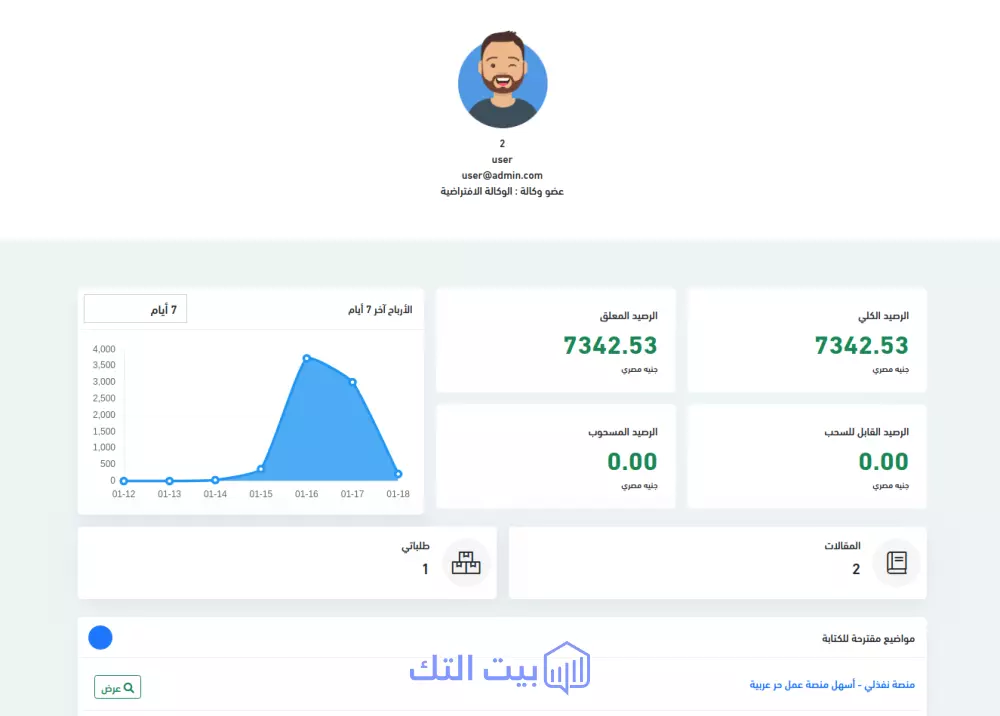 2
user
user@admin.com
عضو وكالة : الوكالة الافتراضية
الرصيد الكلي
7342.53
جنيه مصري
الرصيد المعلق
7342.53
جنيه مصري
الأرباح آخر 7 أيام
7 أيام
4,000
3,500
3,000
2,500
2,000
1,500
1,000
500
0
01-12 01-13 01-14 01-15 01-16 01-17 01-18
الرصيد القابل للسحب
0.00
جنيه مصري
الرصيد المسحوب
0.00
جنيه مصري
المقالات
2
طلباتي
1
مواضيع مقترحة للكتابة
بيت التك
منصة نفذلي - أسهل منصة عمل حر عربية
عرض